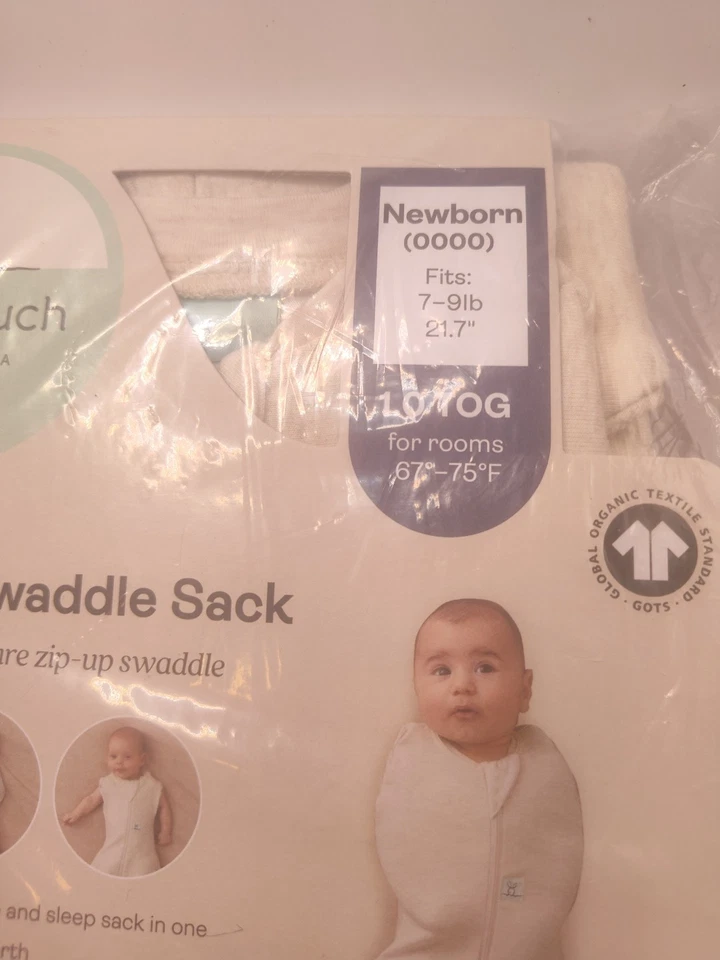 Newborn
(0000)
Fits:
7–9lb
21.7"
1.0 TOG
for rooms
67°–75°F
uch
A
GLOBAL ORGANIC TEXTILE STANDARD · GOTS ·
waddle Sack
are zip-up swaddle
and sleep sack in one
rth